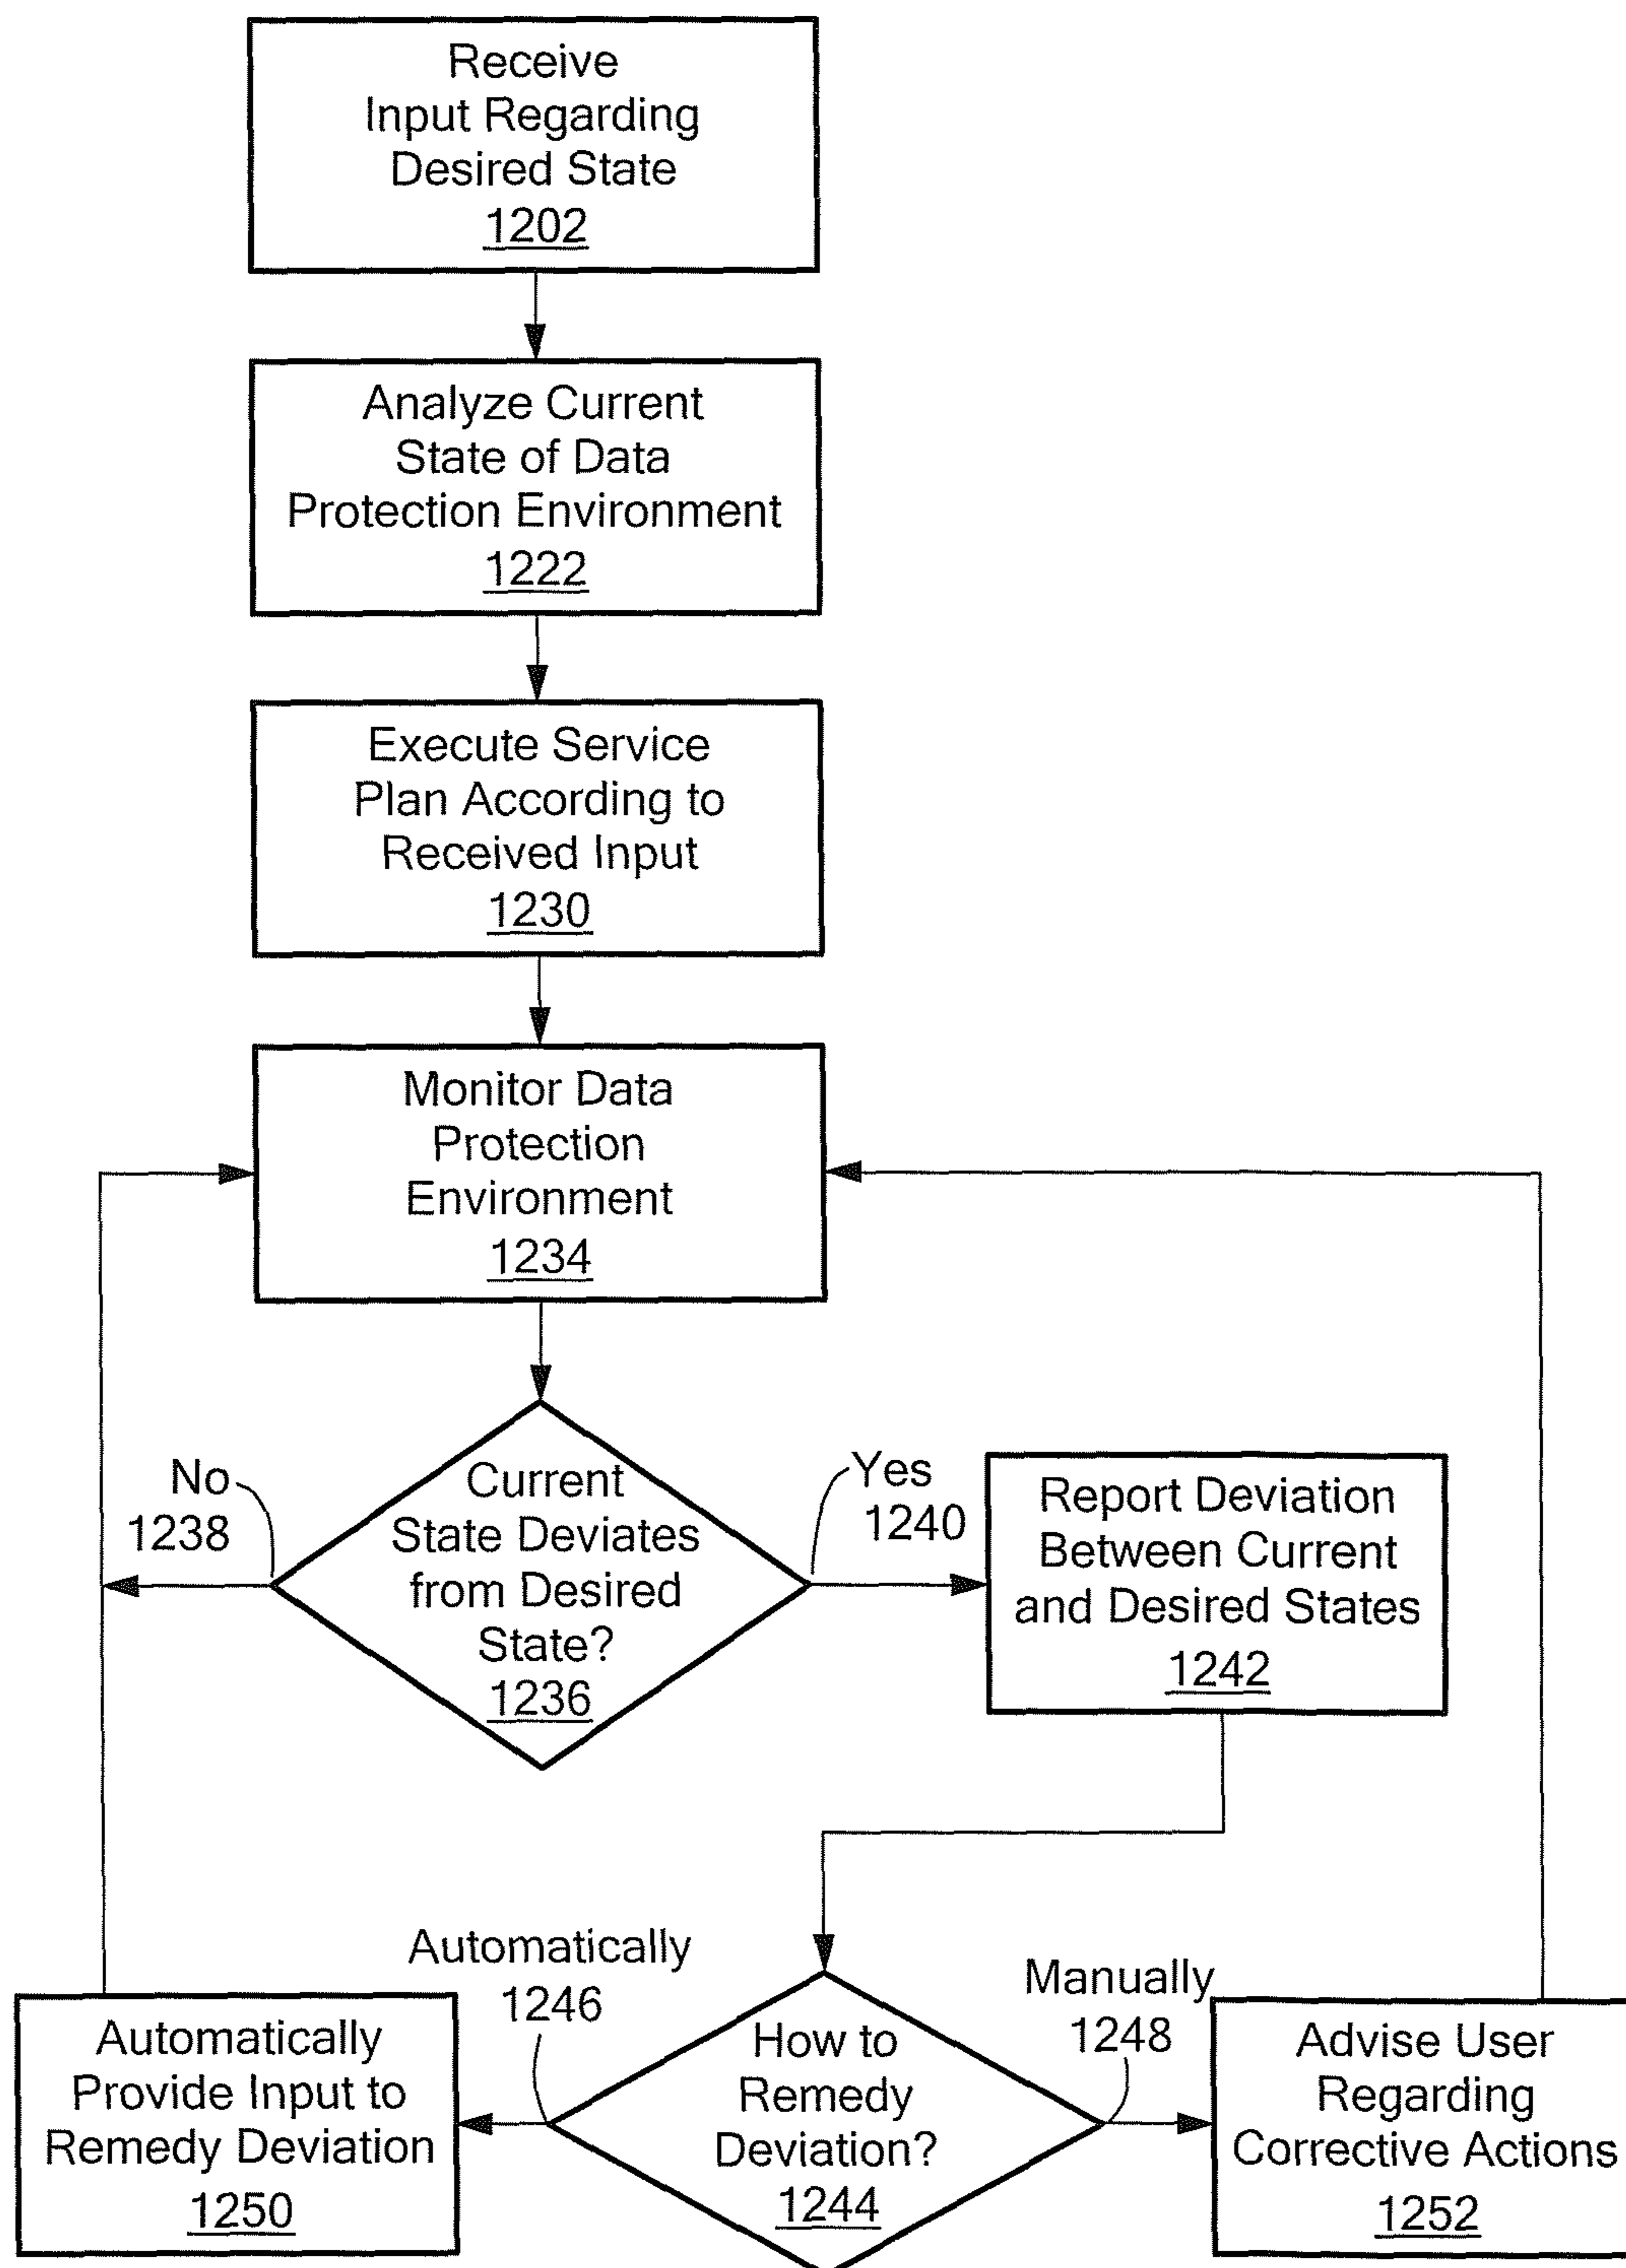 Receive
Input Regarding
Desired State
1202
Analyze Current
State of Data
Protection Environment
1222
Execute Service
Plan According to
Received Input
1230
Monitor Data
Protection
Environment
1234
No
1238
Current
State Deviates
from Desired
State?
1236
Yes
1240
Report Deviation
Between Current
and Desired States
1242
Automatically
1246
Manually
1248
Automatically
Provide Input to
Remedy Deviation
1250
How to
Remedy
Deviation?
1244
Advise User
Regarding
Corrective Actions
1252